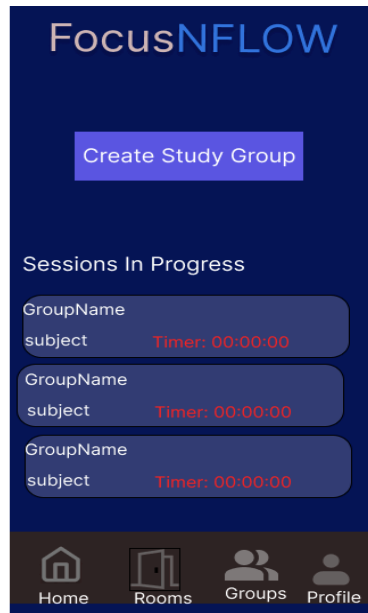 FocusNFLOW
Create Study Group
Sessions In Progress
GroupName
subject Timer: 00:00:00
GroupName
subject Timer: 00:00:00
GroupName
subject Timer: 00:00:00
Home Rooms Groups Profile